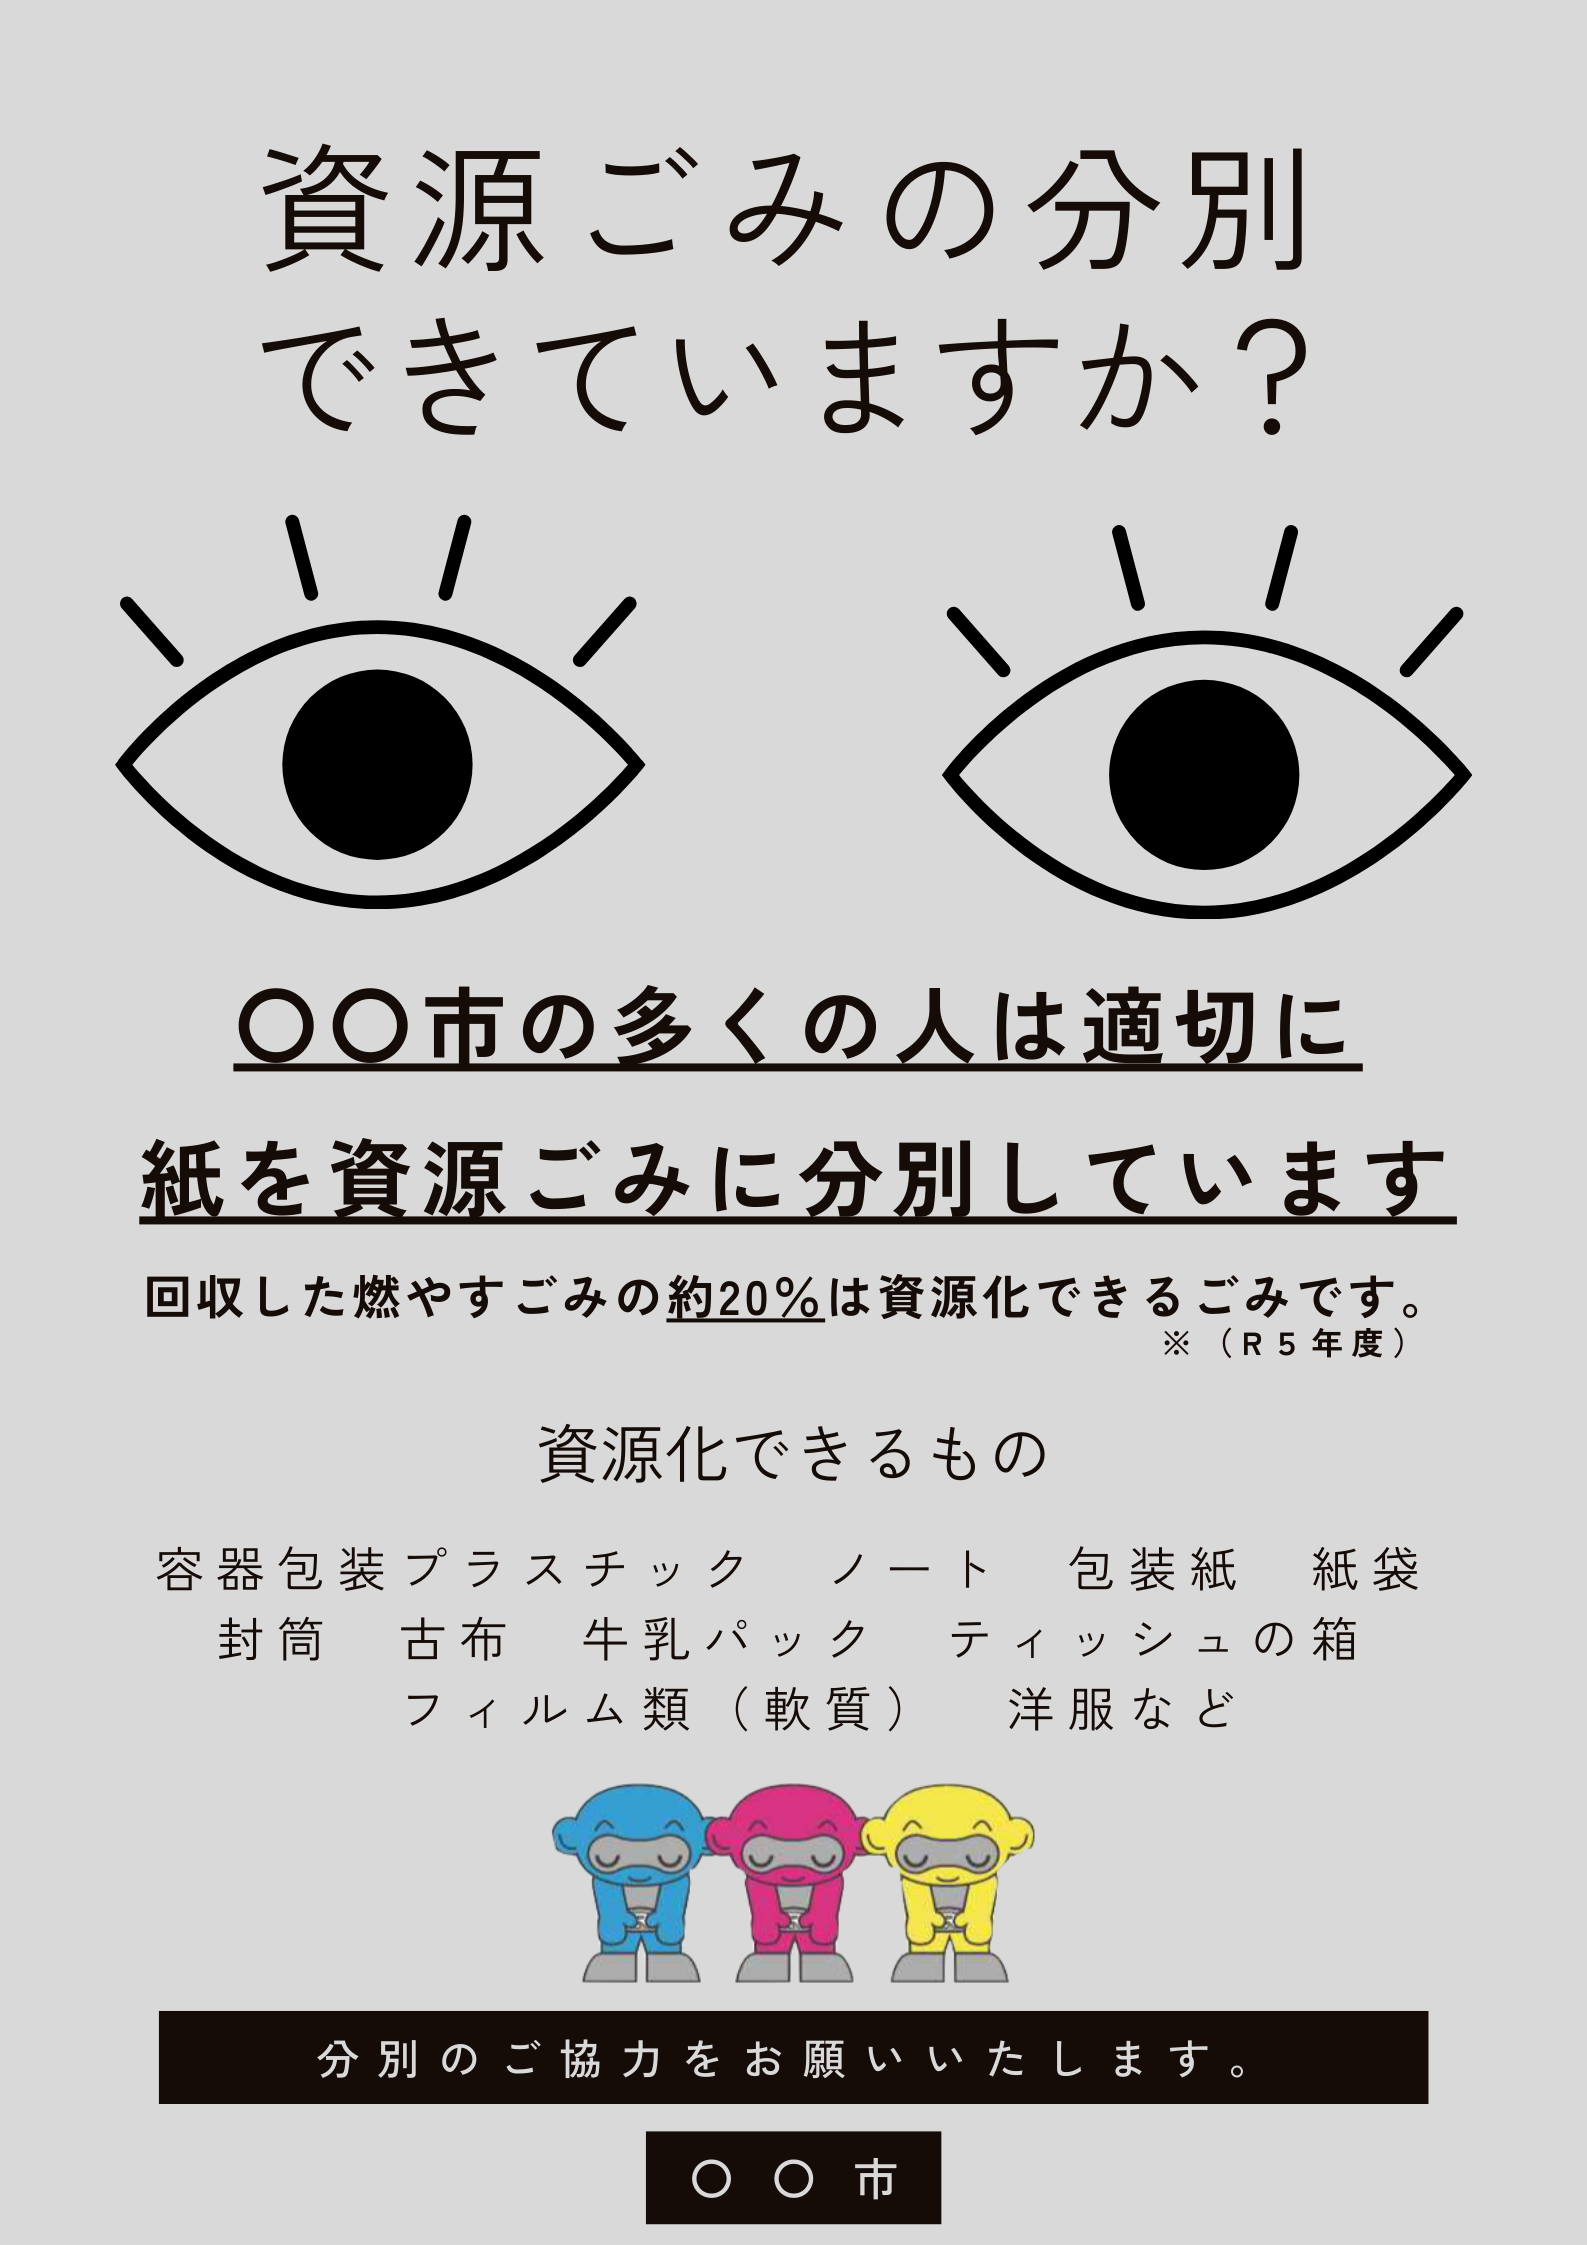 資源ごみの分別
できていますか？
〇〇市の多くの人は適切に
紙を資源ごみに分別しています
回収した燃やすごみの約20％は資源化できるごみです。
※（R５年度）
資源化できるもの
容器包装プラスチック　ノート　包装紙　紙袋
封筒　古布　牛乳パック　ティッシュの箱
フィルム類（軟質）　洋服など
分別のご協力をお願いいたします。
〇〇市